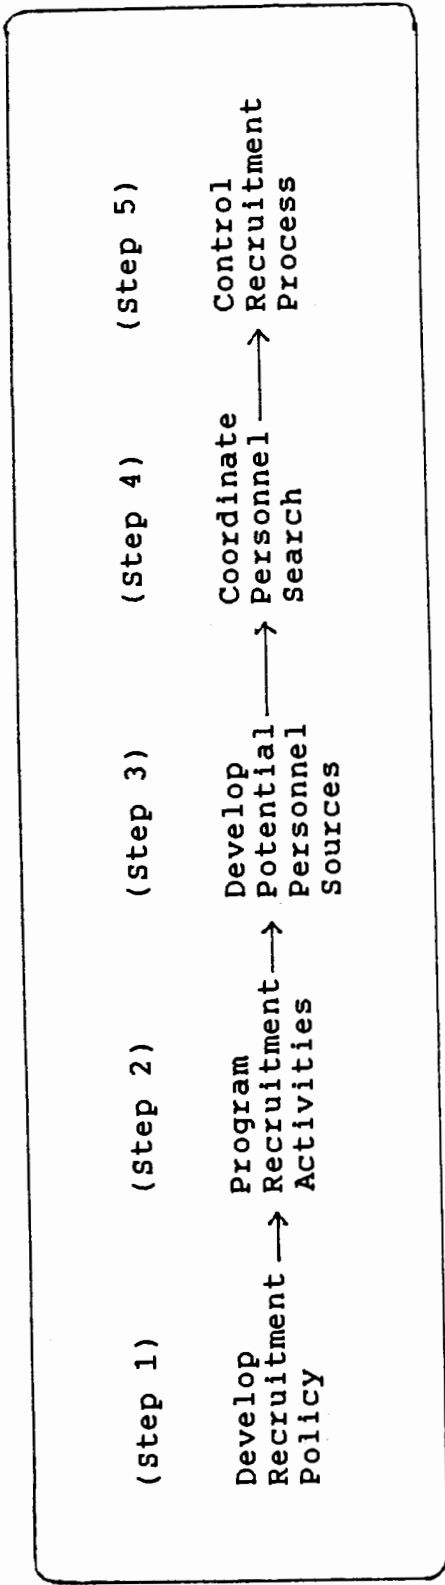 (Step 1)
Develop
Recruitment
Policy
(Step 2)
Program
Recruitment
Activities
(Step 3)
Develop
Potential
Personnel
Sources
(Step 4)
Coordinate
Personnel
Search
(Step 5)
Control
Recruitment
Process